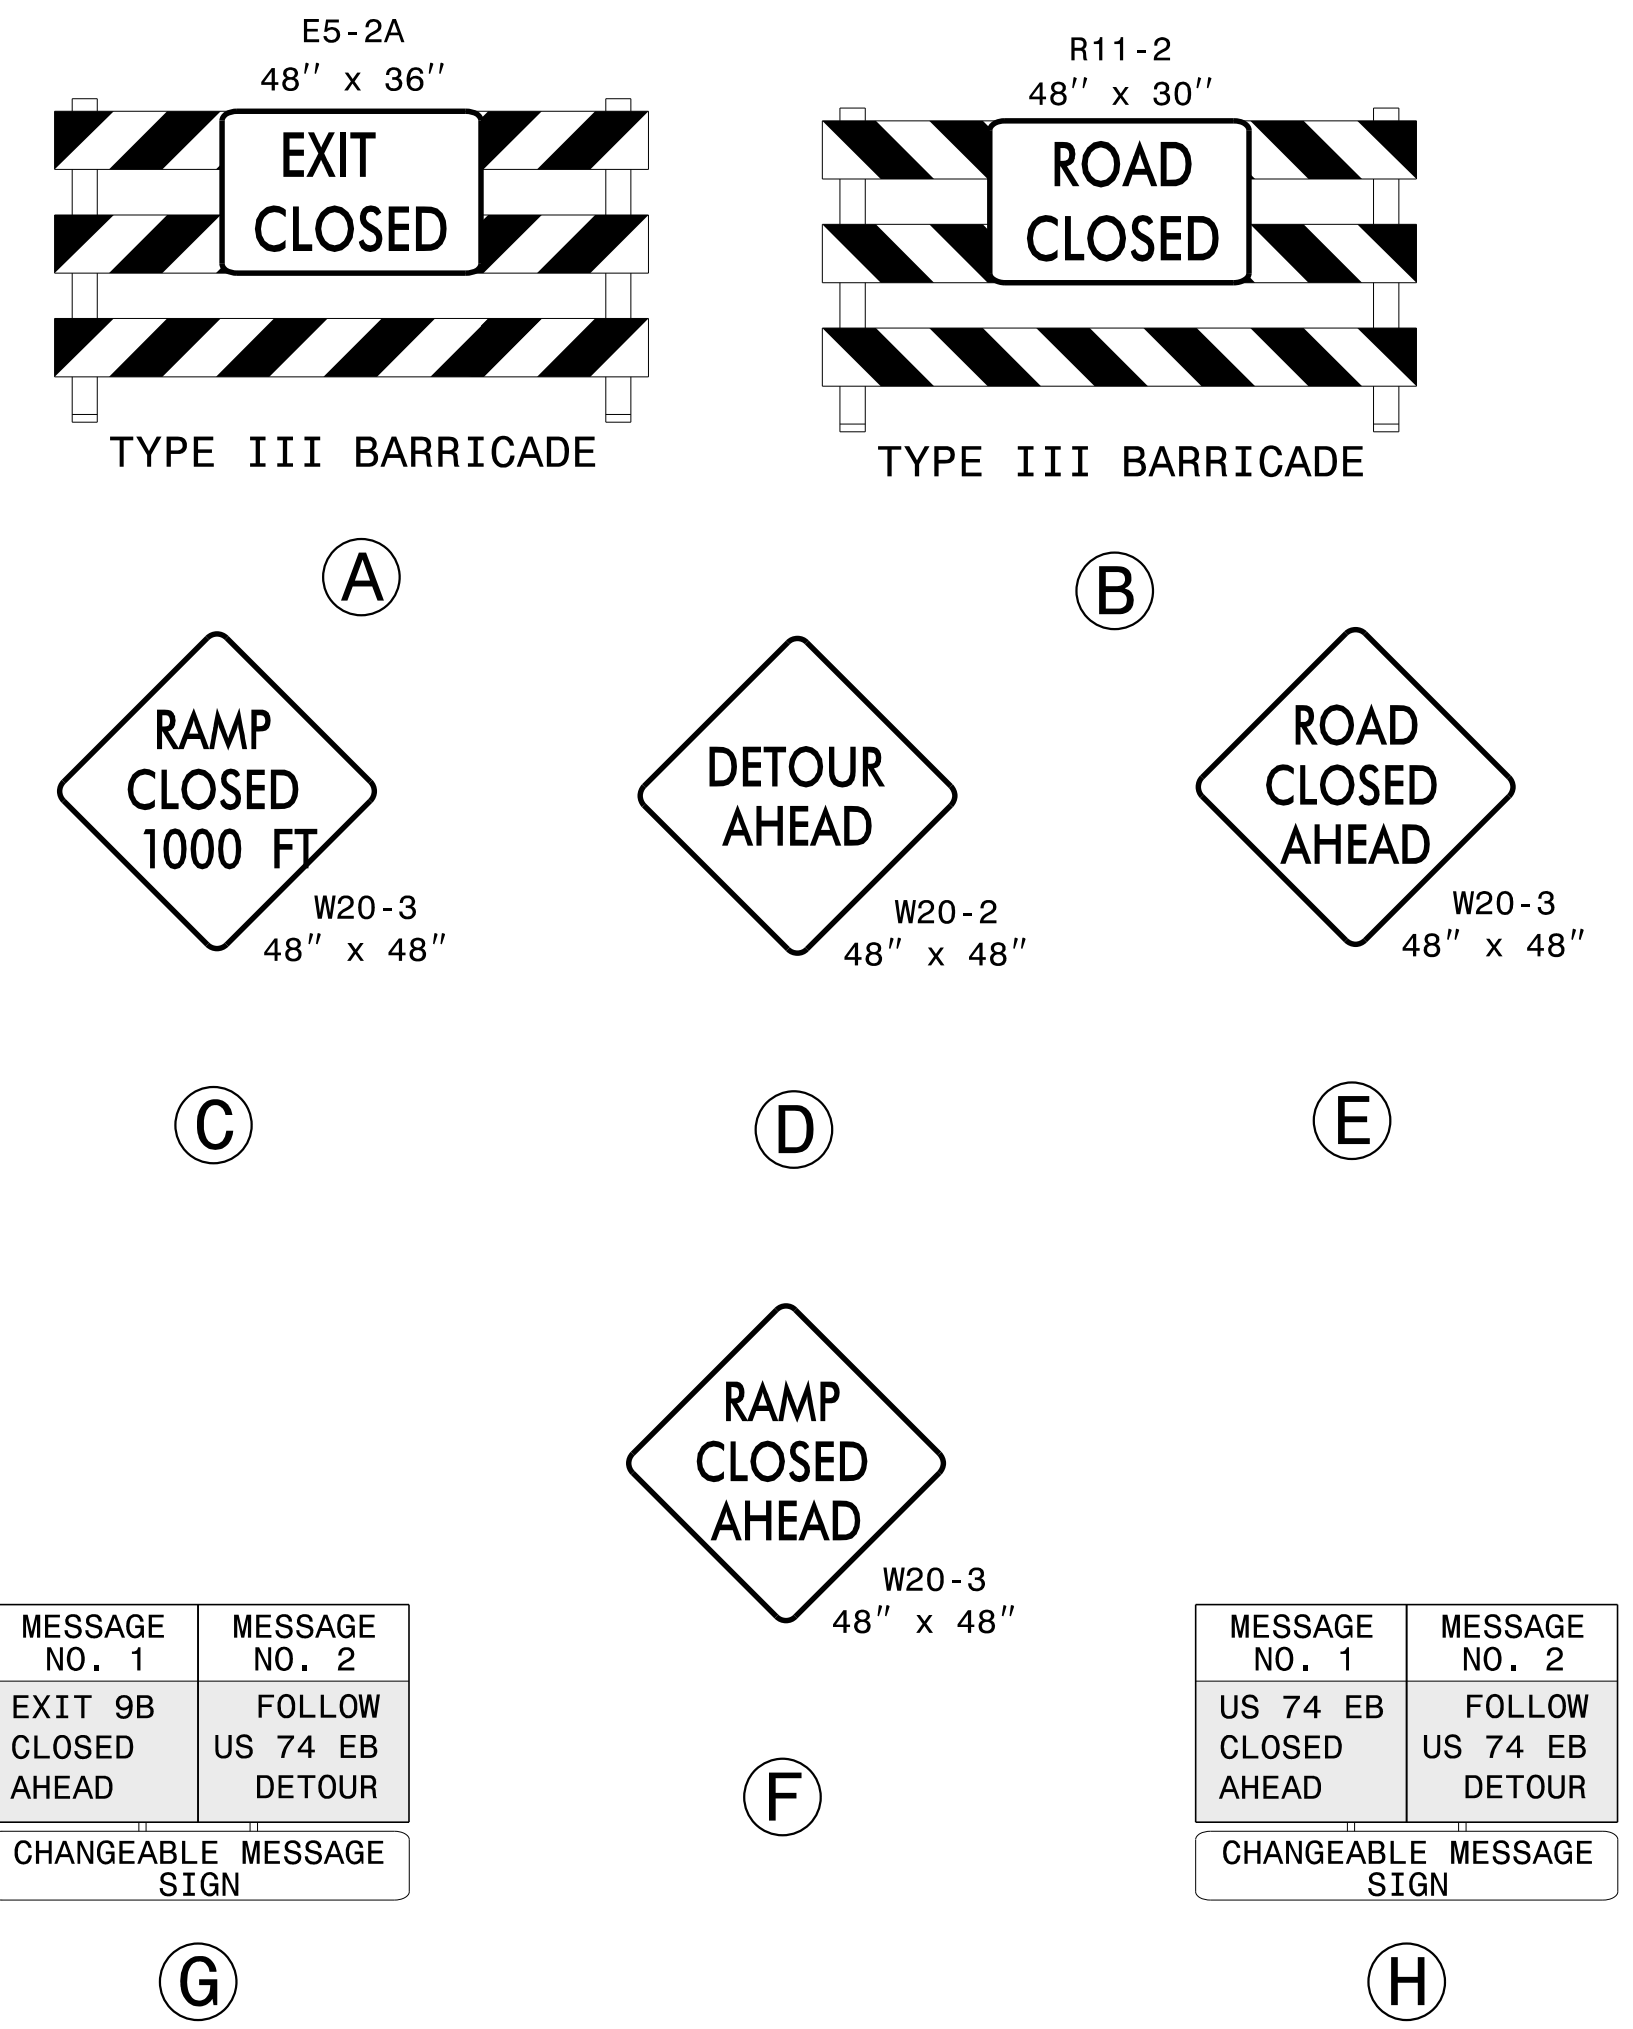 E5-2A
48" x 36"
EXIT
CLOSED
TYPE III BARRICADE
A
R11-2
48" x 30"
ROAD
CLOSED
TYPE III BARRICADE
B
RAMP
CLOSED
1000 FT
W20-3
48" x 48"
C
DETOUR
AHEAD
W20-2
48" x 48"
D
ROAD
CLOSED
AHEAD
W20-3
48" x 48"
E
RAMP
CLOSED
AHEAD
W20-3
48" x 48"
F
MESSAGE
NO. 1
EXIT 9B
CLOSED
AHEAD
MESSAGE
NO. 2
FOLLOW
US 74 EB
DETOUR
CHANGEABLE MESSAGE
SIGN
G
MESSAGE
NO. 1
US 74 EB
CLOSED
AHEAD
MESSAGE
NO. 2
FOLLOW
US 74 EB
DETOUR
CHANGEABLE MESSAGE
SIGN
H